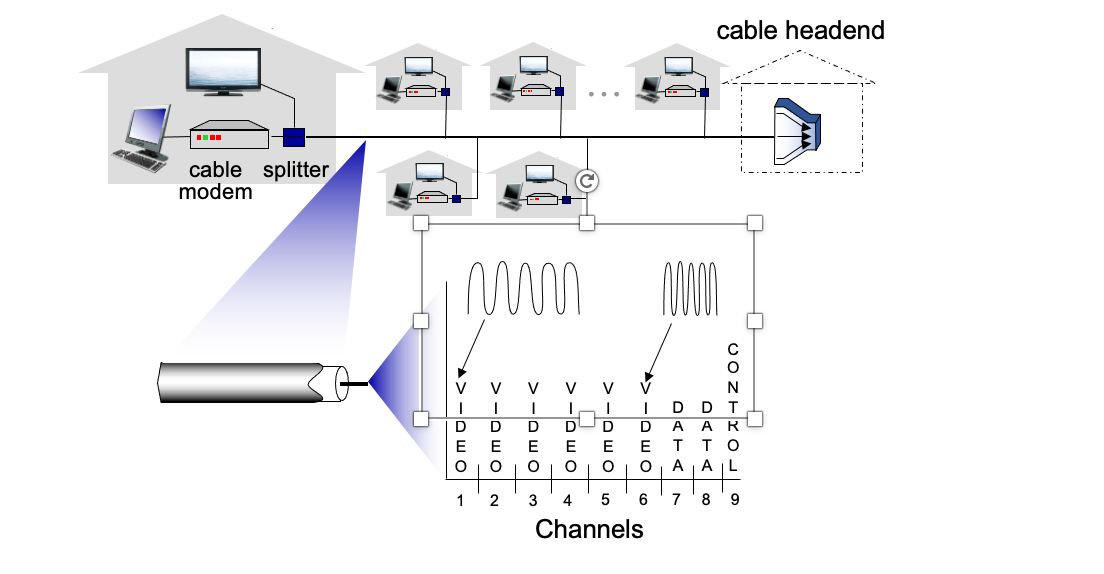 cable headend
cable
modem
splitter
VIDEO
VIDEO
VIDEO
VIDEO
VIDEO
VIDEO
DATA
DATA
CONTROL
1 2 3 4 5 6 7 8 9
Channels